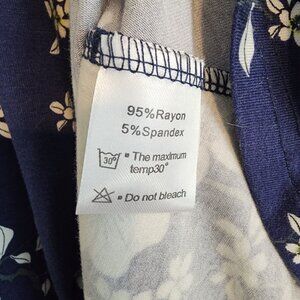 95%Rayon
5%Spandex
30°
▪ The maximum
temp30°
▪ Do not bleach